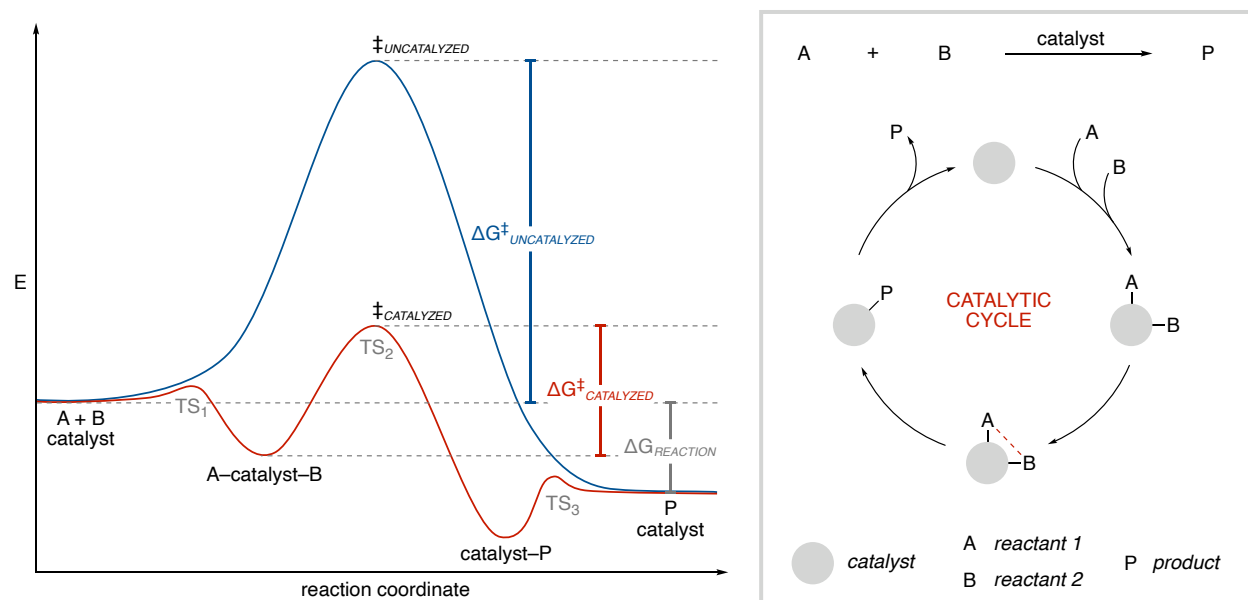 E
‡UNCATALYZED
ΔG‡UNCATALYZED
‡CATALYZED
TS2
TS1
A + B
catalyst
ΔG‡CATALYZED
ΔGREACTION
A–catalyst–B
TS3
P
catalyst
catalyst–P
reaction coordinate
A + B catalyst P
P
A
B
A
B
P
CATALYTIC
CYCLE
A
B
catalyst
A reactant 1
B reactant 2
P product